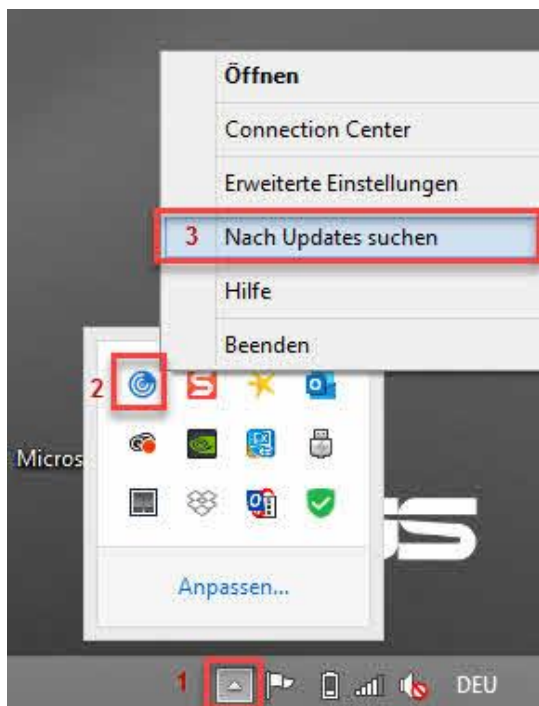 Öffnen
Connection Center
Erweiterte Einstellungen
3 Nach Updates suchen
Hilfe
Beenden
2
Micros
Anpassen...
1
DEU